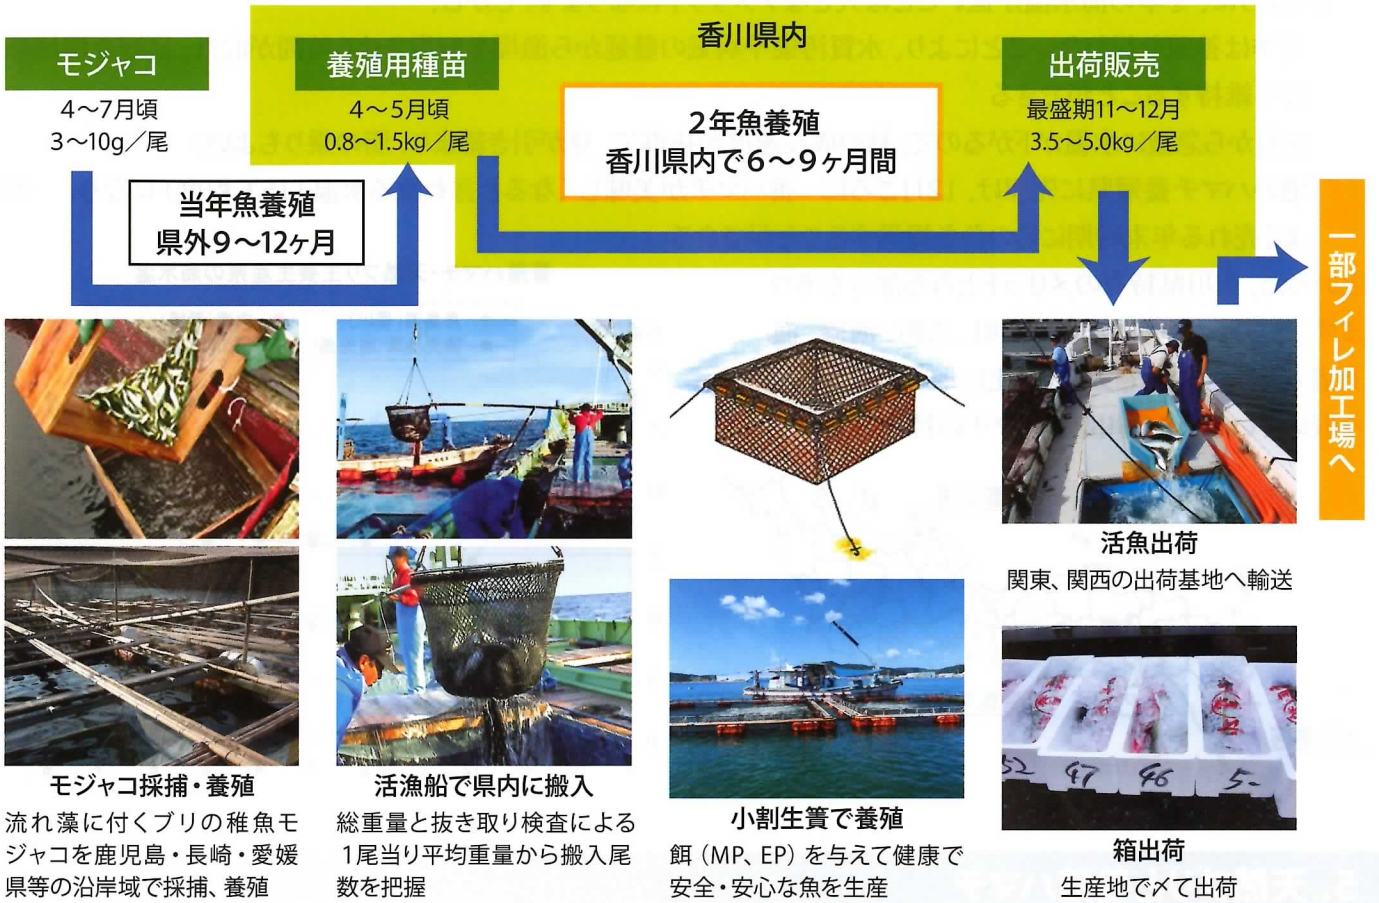 香川県内
モジャコ
4～7月頃
3～10g／尾
養殖用種苗
4～5月頃
0.8～1.5kg／尾
2年魚養殖
香川県内で6～9ヶ月間
出荷販売
最盛期11～12月
3.5～5.0kg／尾
当年魚養殖
県外9～12ヶ月
一部フィレ加工場へ
モジャコ採捕・養殖
流れ藻に付くブリの稚魚モ
ジャコを鹿児島・長崎・愛媛
県等の沿岸域で採捕、養殖
活漁船で県内に搬入
総重量と抜き取り検査による
1尾当り平均重量から搬入尾
数を把握
小割生簀で養殖
餌（MP、EP）を与えて健康で
安全・安心な魚を生産
活魚出荷
関東、関西の出荷基地へ輸送
52
47
46
箱出荷
生産地で〆て出荷